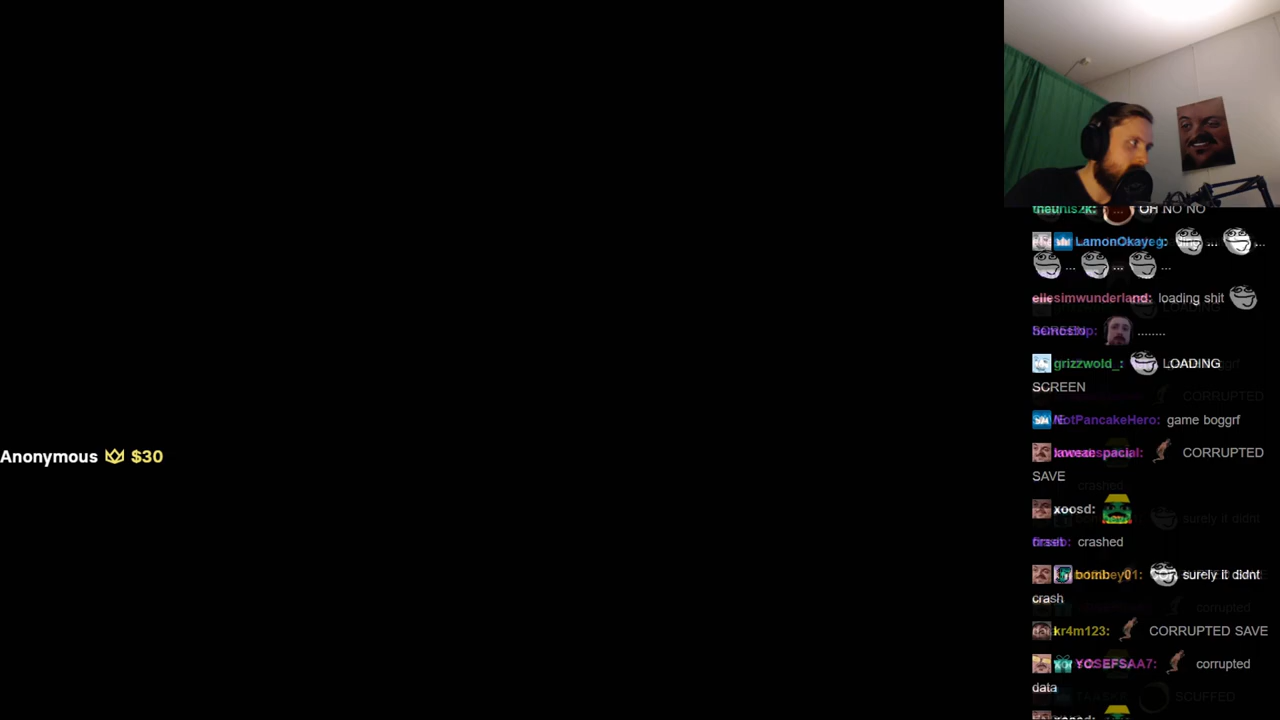 OH NO NO
LamonOkayeg: ... ...
... ... ...
ellesimwunderland: loading shit
........
grizzwold_: LOADING
SCREEN
NotPancakeHero: game boggrf
CORRUPTED
SAVE
Anonymous $30
xoosd:
crashed
bombey01: surely it didnt
crash
kr4m123: CORRUPTED SAVE
YOSEFSAA7: corrupted
data
SCUFFED